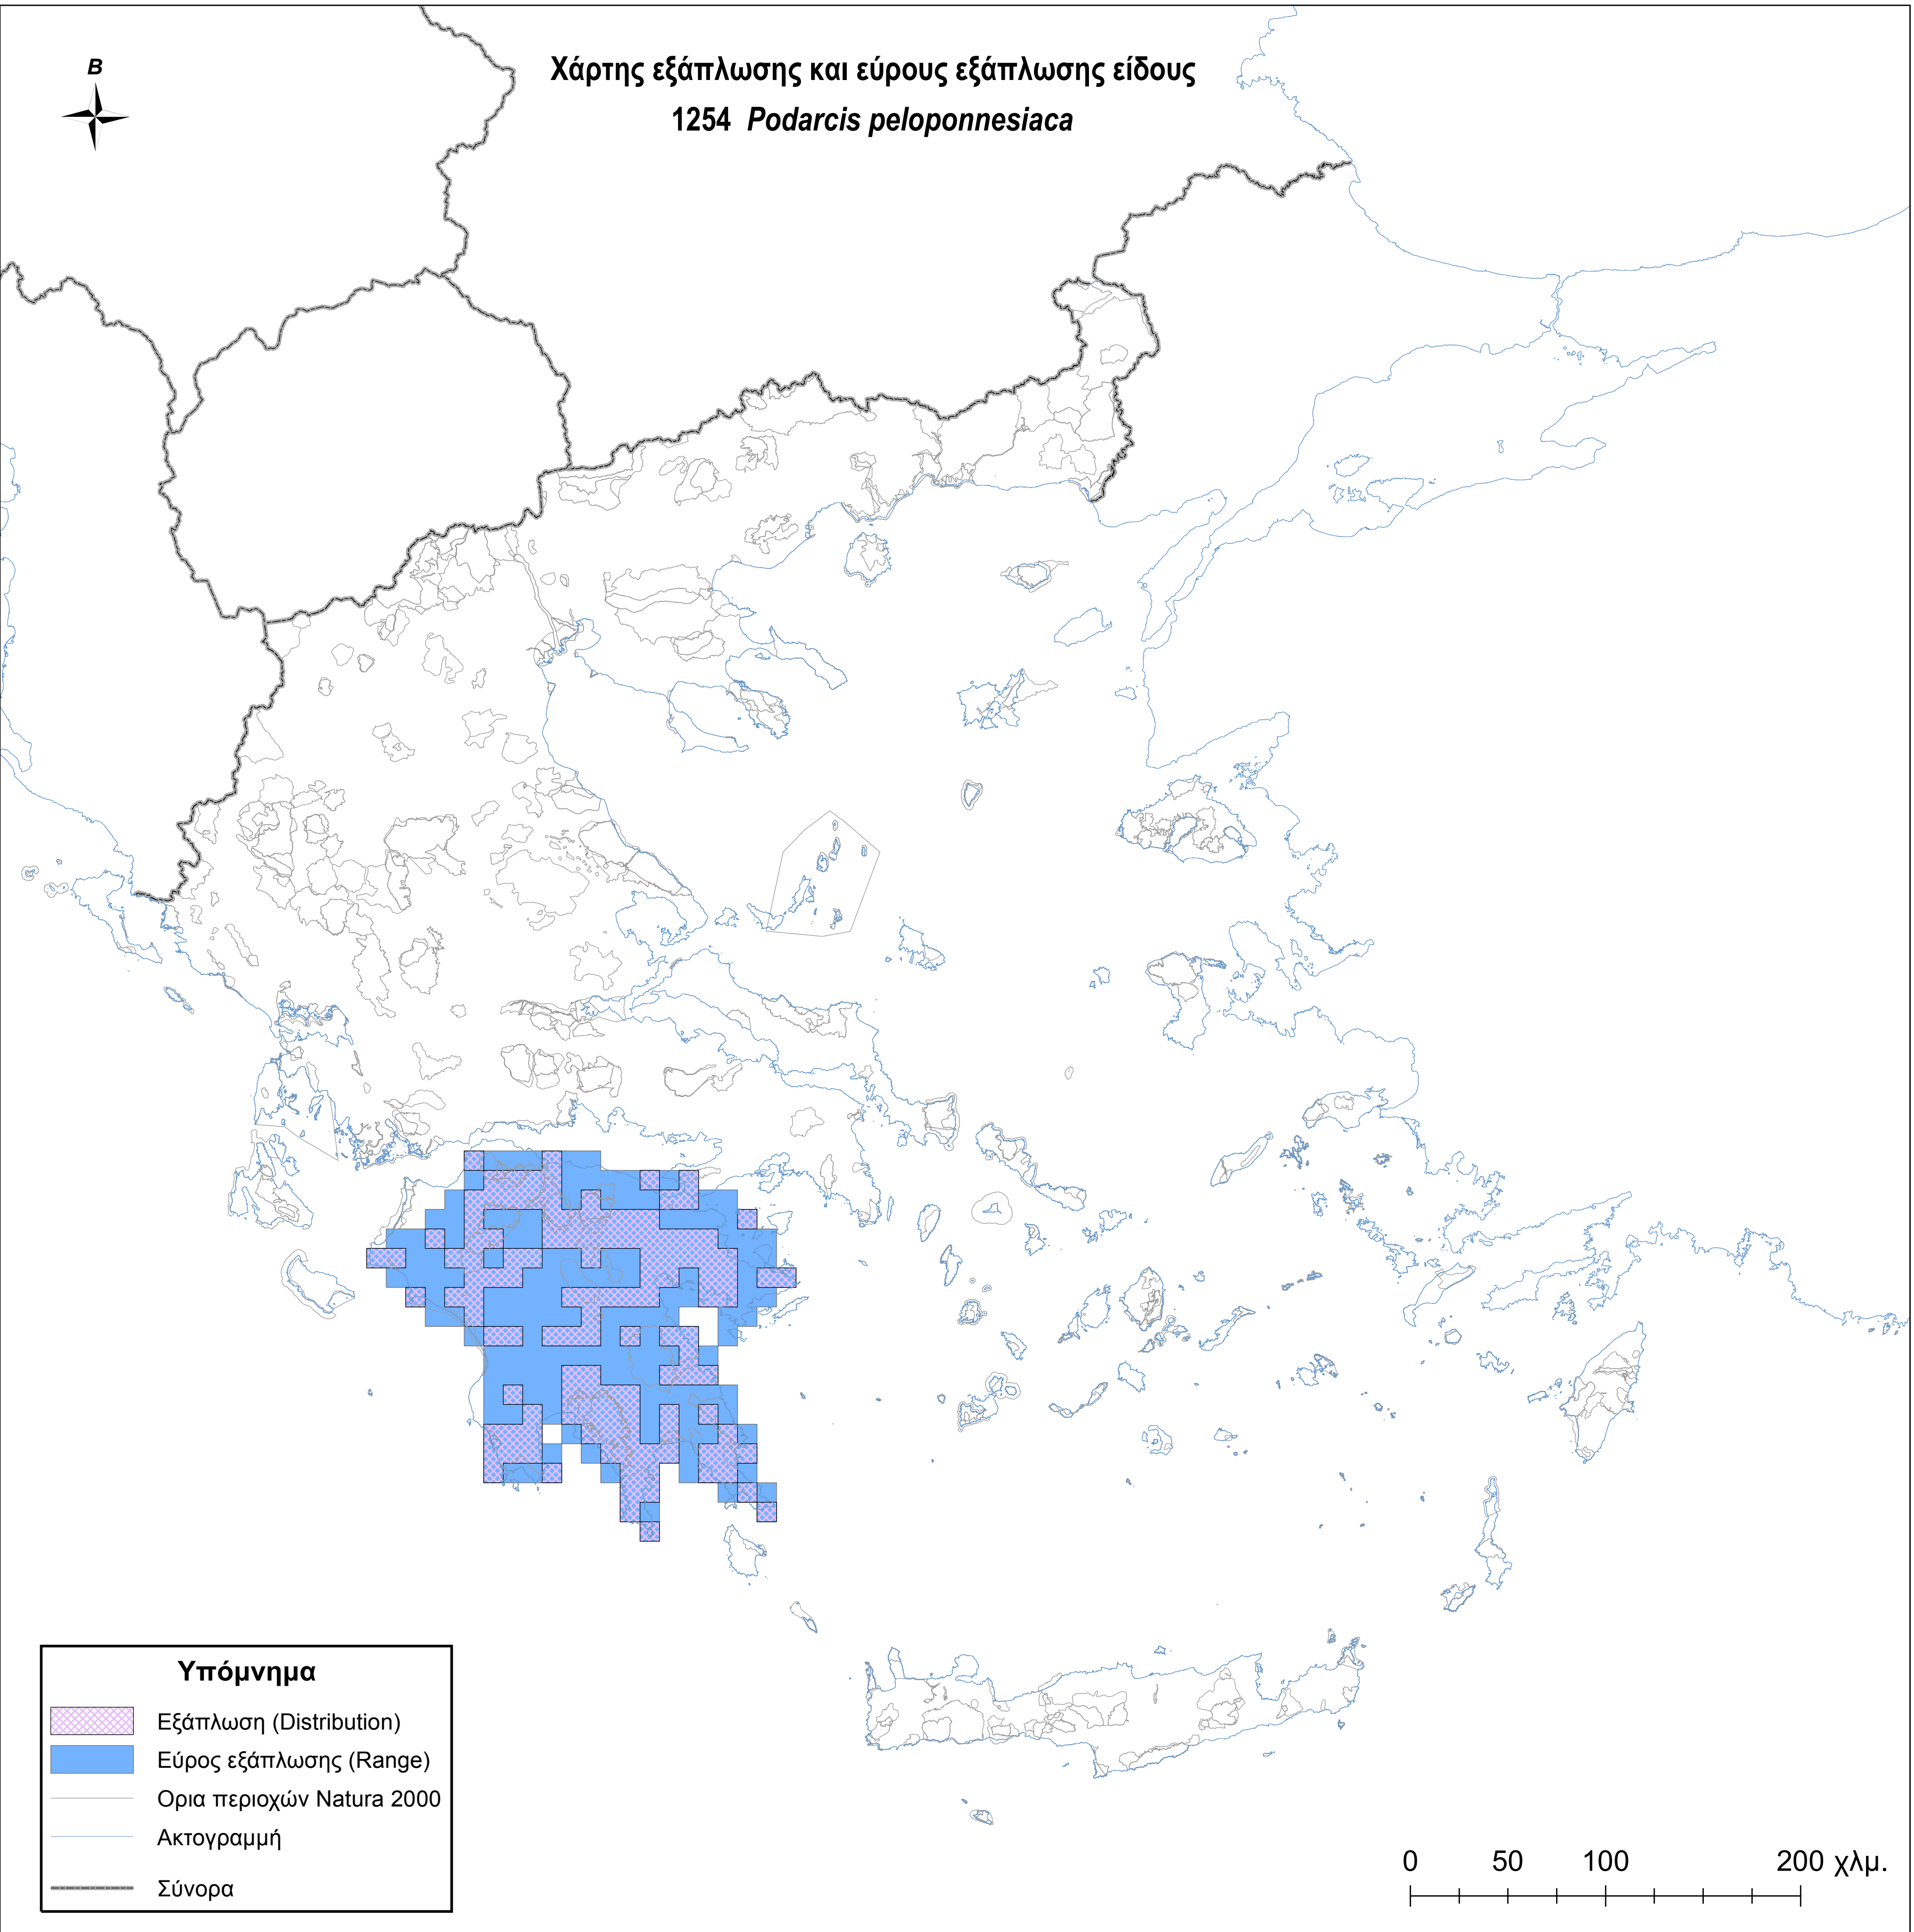 Χάρτης εξάπλωσης και εύρους εξάπλωσης είδους
1254 Podarcis peloponnesiaca
Β
Υπόμνημα
Εξάπλωση (Distribution)
Εύρος εξάπλωσης (Range)
Ορια περιοχών Natura 2000
Ακτογραμμή
Σύνορα
0 50 100 200 χλμ.